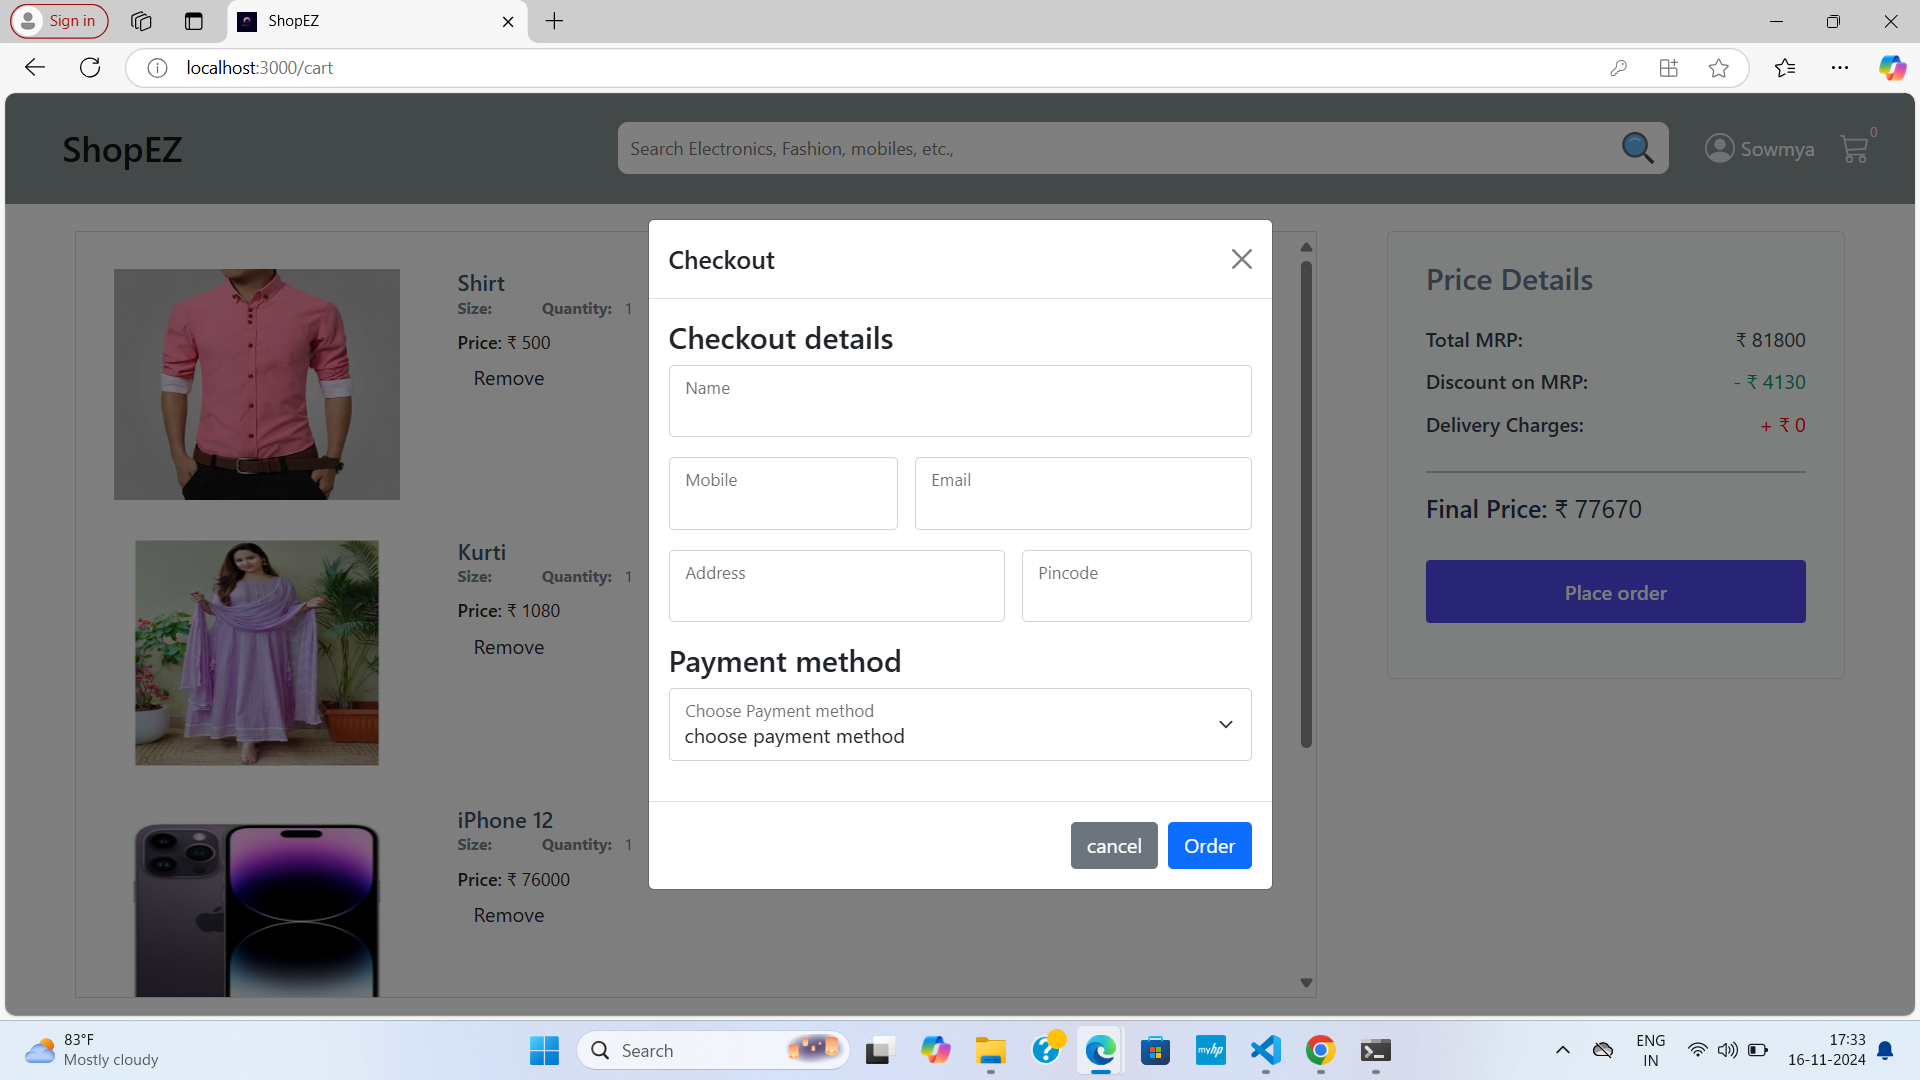 Sign in
ShopEZ
localhost:3000/cart
ShopEZ
Search Electronics, Fashion, mobiles, etc.,
Sowmya
0
Shirt
Size: Quantity: 1
Price: ₹ 500
Remove
Kurti
Size: Quantity: 1
Price: ₹ 1080
Remove
iPhone 12
Size: Quantity: 1
Price: ₹ 76000
Remove
Checkout
Checkout details
Name
Mobile
Email
Address
Pincode
Payment method
Choose Payment method
choose payment method
cancel
Order
Price Details
Total MRP: ₹ 81800
Discount on MRP: - ₹ 4130
Delivery Charges: + ₹ 0
Final Price: ₹ 77670
Place order
83°F
Mostly cloudy
Search
myhp
ENG
IN
17:33
16-11-2024